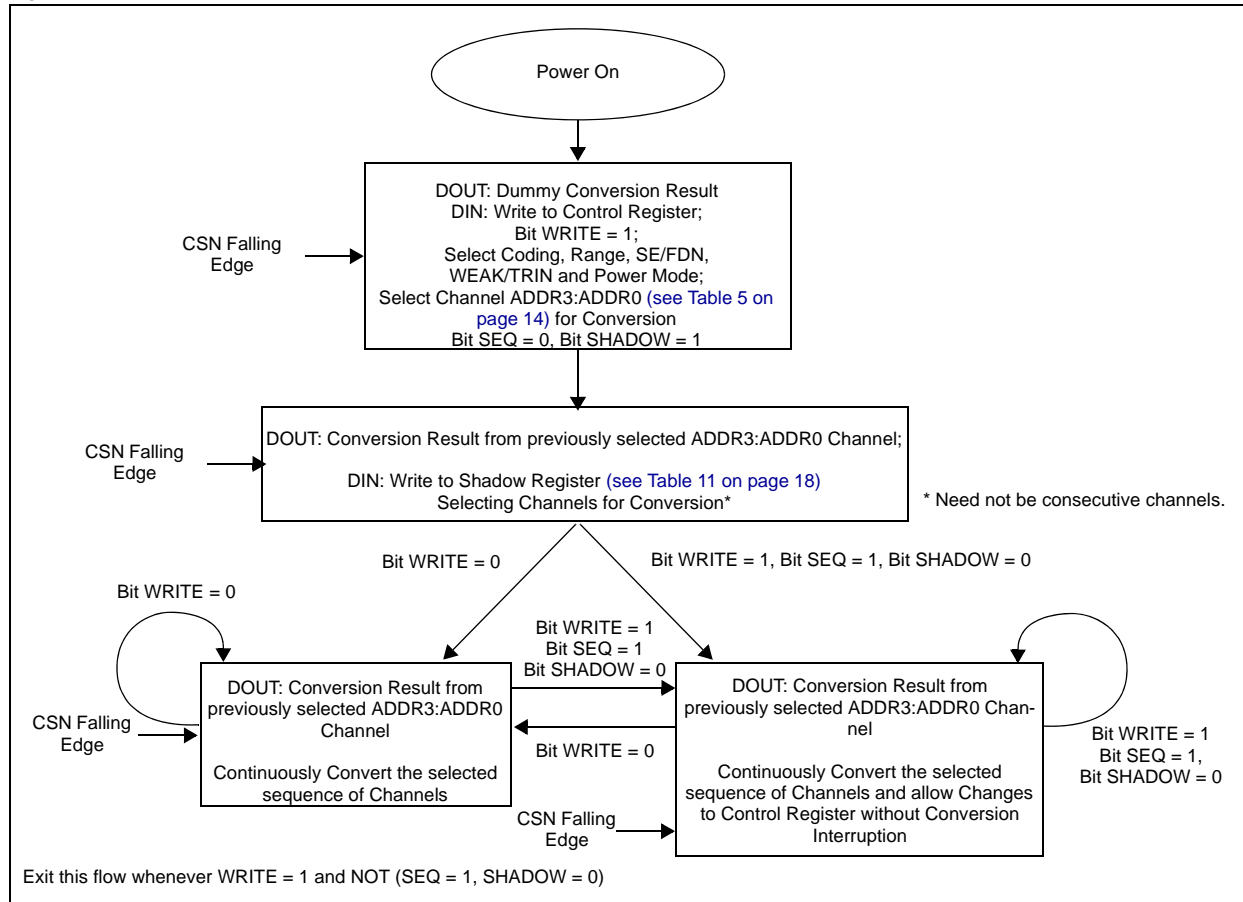 Power On
DOUT: Dummy Conversion Result
DIN: Write to Control Register;
Bit WRITE = 1;
Select Coding, Range, SE/FDN,
WEAK/TRIN and Power Mode;
Select Channel ADDR3:ADDR0 (see Table 5 on
page 14) for Conversion
Bit SEQ = 0, Bit SHADOW = 1
CSN Falling
Edge
DOUT: Conversion Result from previously selected ADDR3:ADDR0 Channel;
DIN: Write to Shadow Register (see Table 11 on page 18)
Selecting Channels for Conversion*
CSN Falling
Edge
* Need not be consecutive channels.
Bit WRITE = 0
Bit WRITE = 1, Bit SEQ = 1, Bit SHADOW = 0
Bit WRITE = 0
Bit WRITE = 1
Bit SEQ = 1
Bit SHADOW = 0
DOUT: Conversion Result from
previously selected ADDR3:ADDR0
Channel
Continuously Convert the selected
sequence of Channels
CSN Falling
Edge
Bit WRITE = 0
DOUT: Conversion Result from
previously selected ADDR3:ADDR0 Chan-
nel
Continuously Convert the selected
sequence of Channels and allow Changes
to Control Register without Conversion
Interruption
Bit WRITE = 1
Bit SEQ = 1,
Bit SHADOW = 0
CSN Falling
Edge
Exit this flow whenever WRITE = 1 and NOT (SEQ = 1, SHADOW = 0)